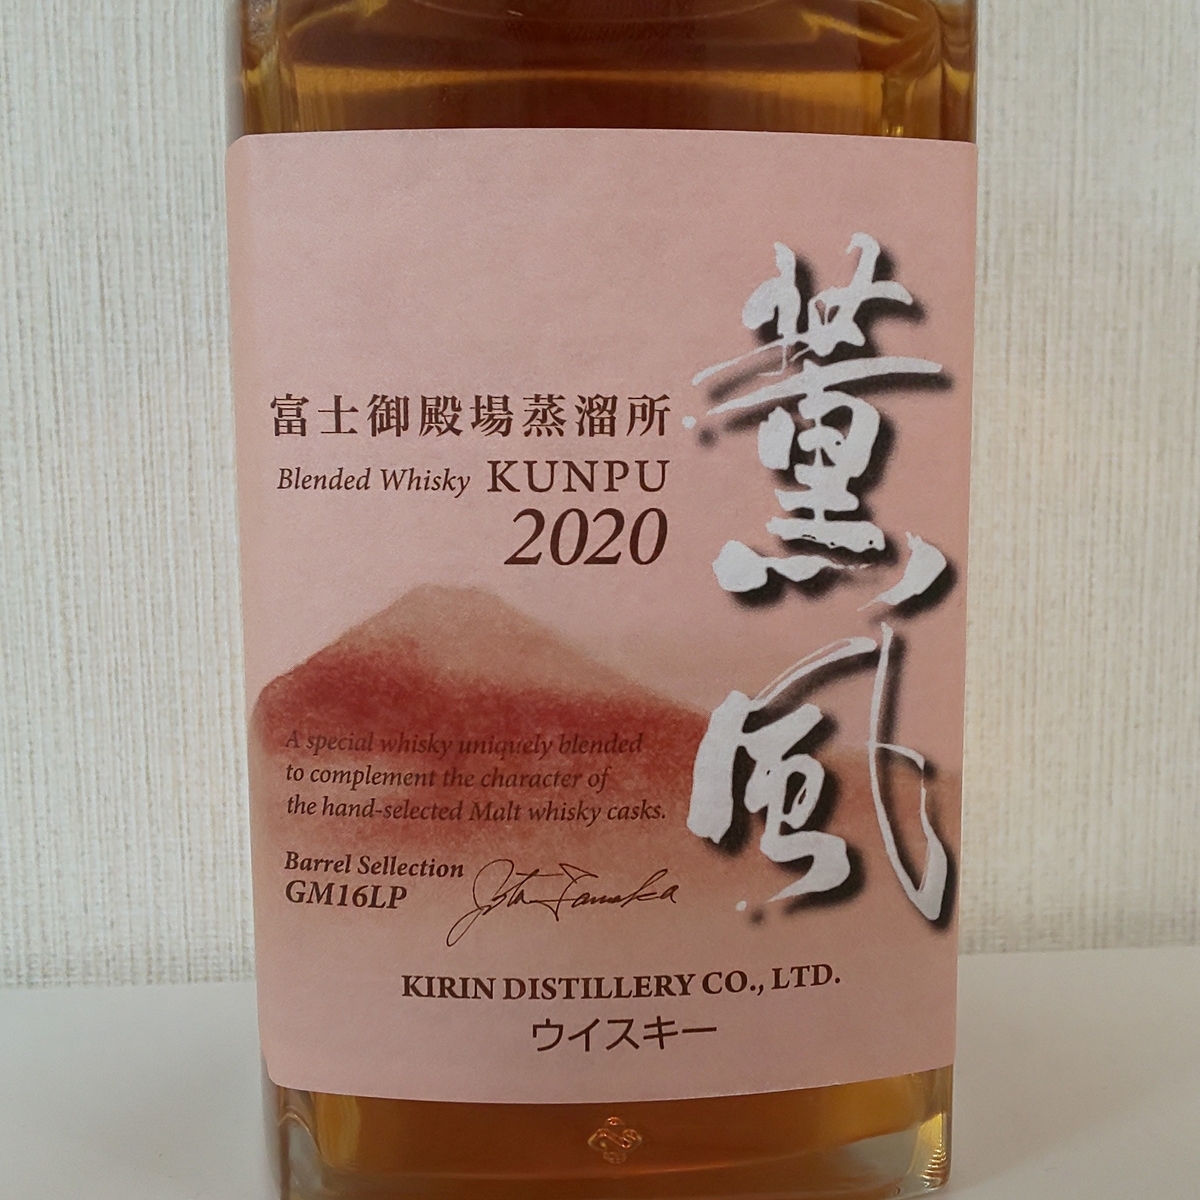 薫風
富士御殿場蒸溜所
Blended Whisky KUNPU
2020
A special whisky uniquely blended
to complement the character of
the hand-selected Malt whisky casks.
Barrel Sellection
GM16LP
Jota Tanaka
KIRIN DISTILLERY CO., LTD.
ウイスキー